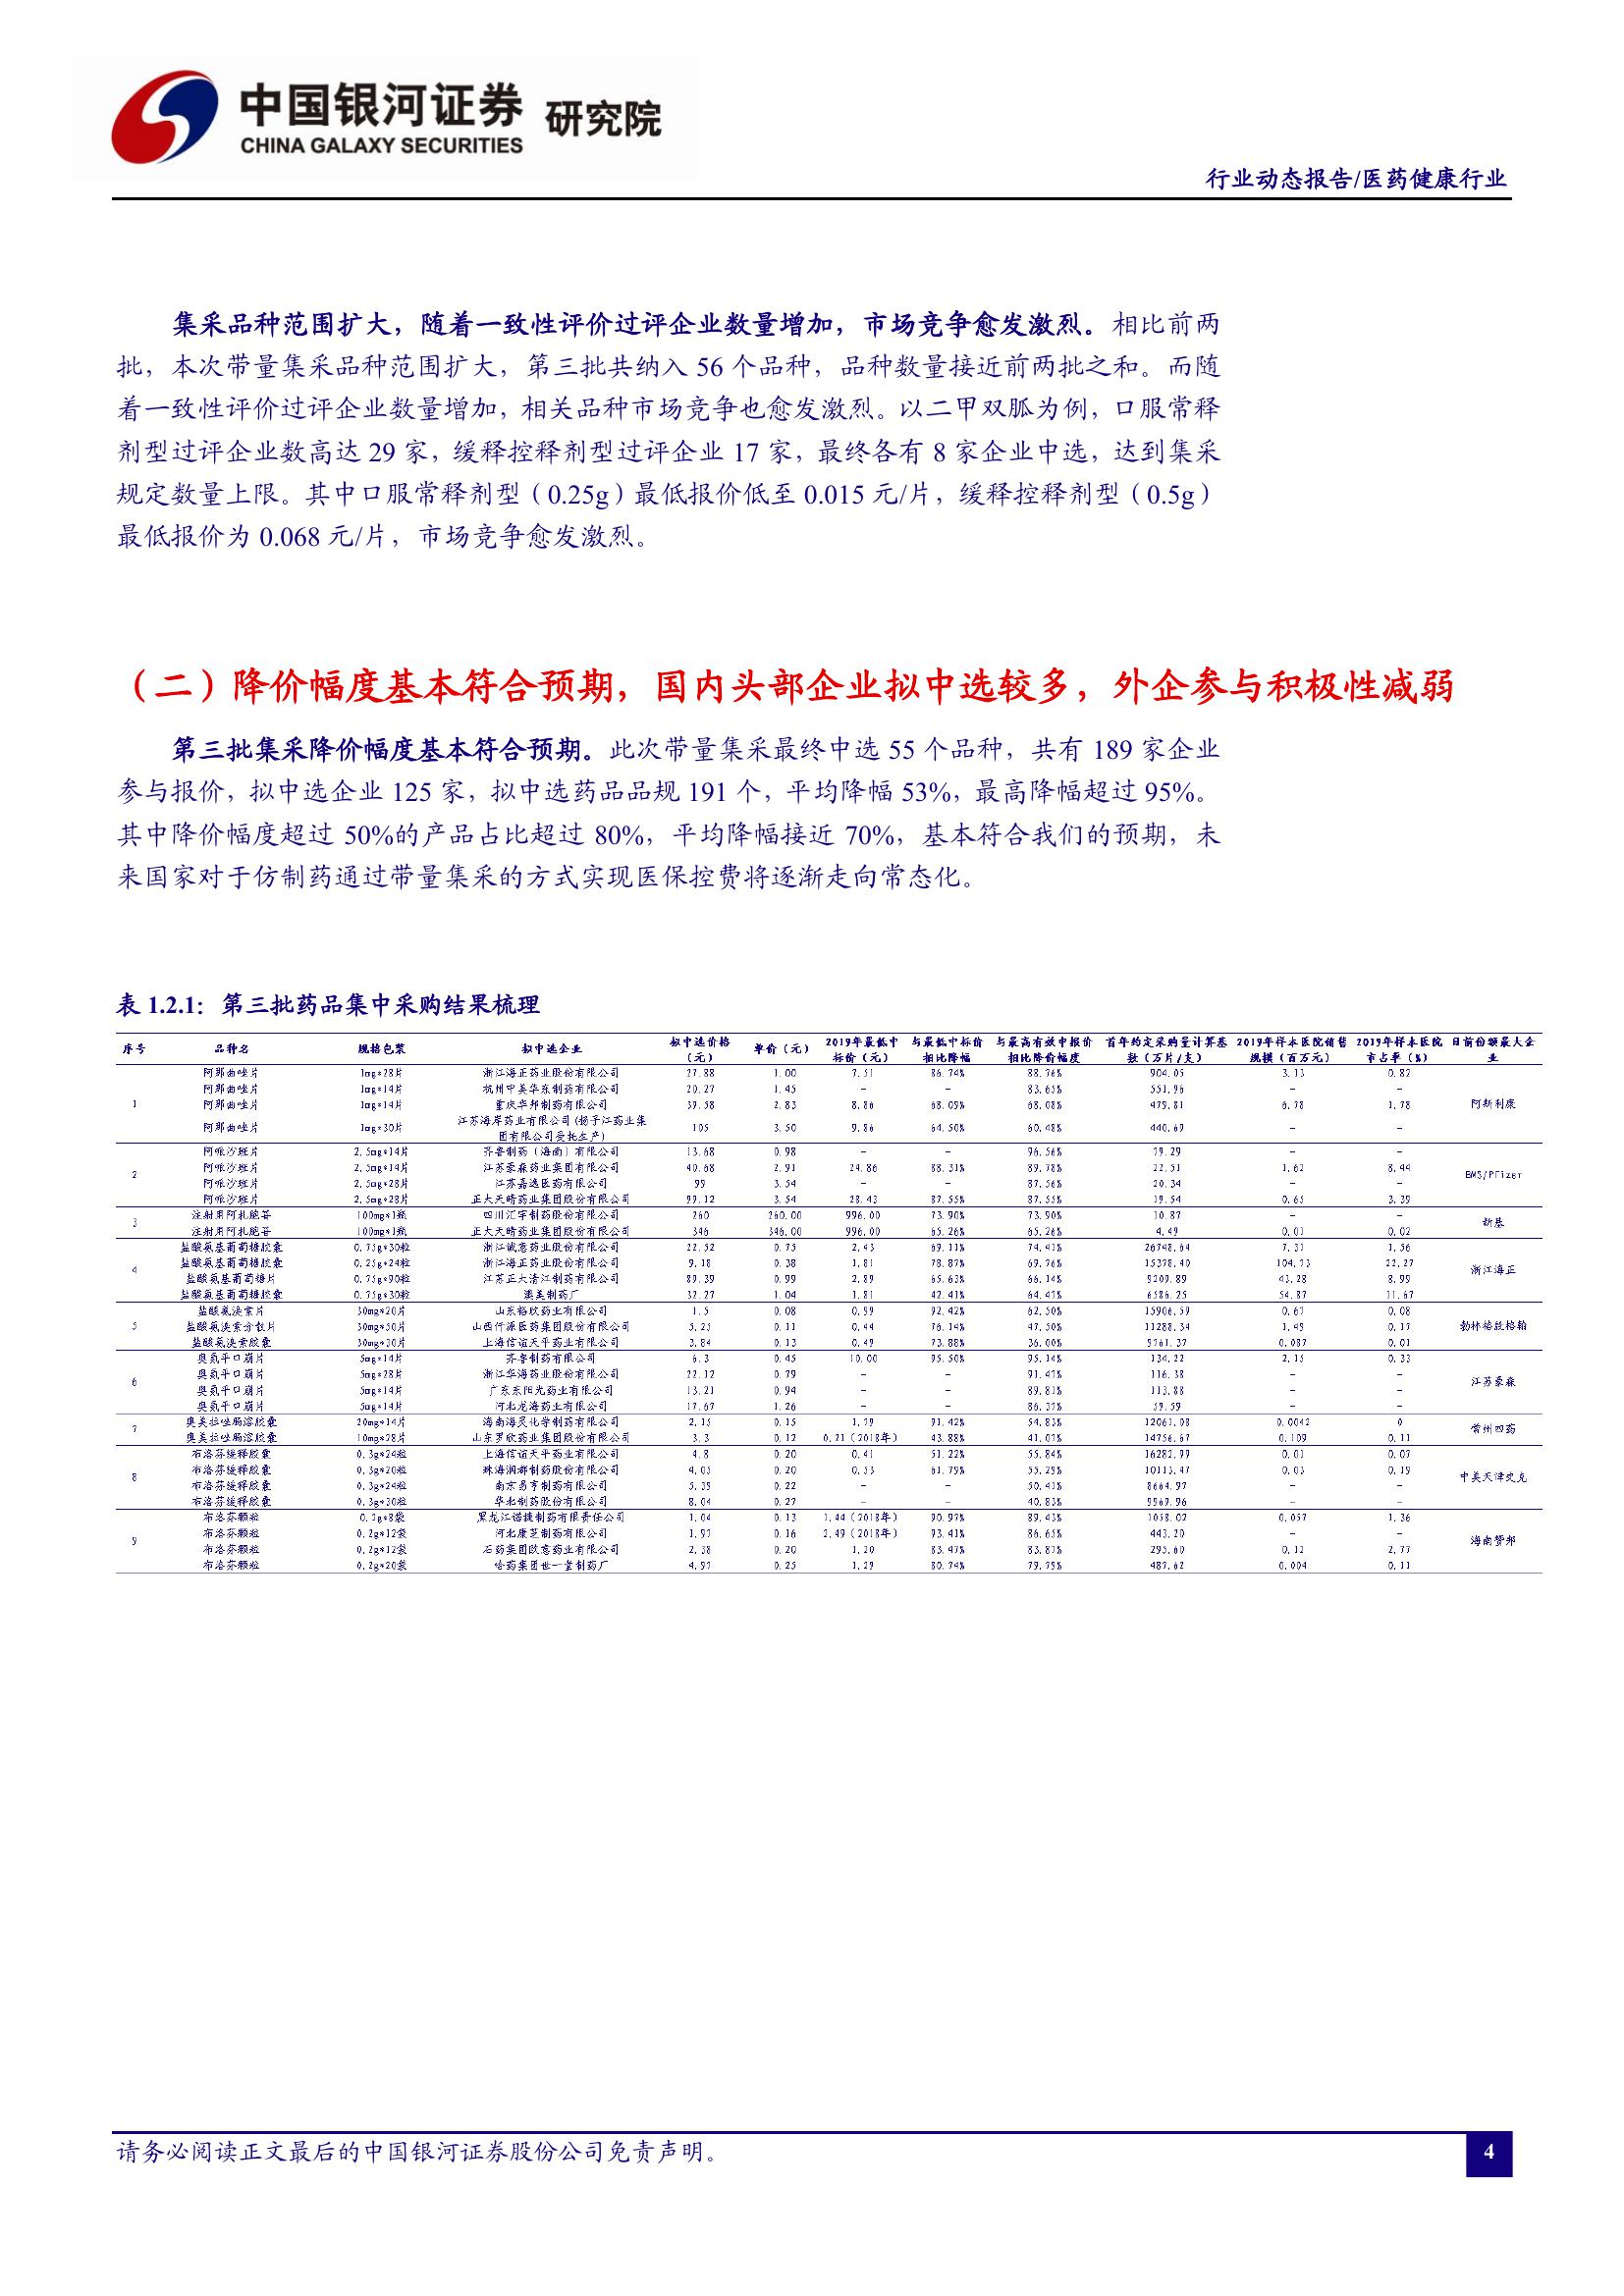 中国银河证券 研究院
CHINA GALAXY SECURITIES
行业动态报告/医药健康行业
集采品种范围扩大，随着一致性评价过评企业数量增加，市场竞争愈发激烈。相比前两
批，本次带量集采品种范围扩大，第三批共纳入 56 个品种，品种数量接近前两批之和。而随
着一致性评价过评企业数量增加，相关品种市场竞争也愈发激烈。以二甲双胍为例，口服常释
剂型过评企业数高达 29 家，缓释控释剂型过评企业 17 家，最终各有 8 家企业中选，达到集采
规定数量上限。其中口服常释剂型（0.25g）最低报价低至 0.015 元/片，缓释控释剂型（0.5g）
最低报价为 0.068 元/片，市场竞争愈发激烈。
（二）降价幅度基本符合预期，国内头部企业拟中选较多，外企参与积极性减弱
第三批集采降价幅度基本符合预期。此次带量集采最终中选 55 个品种，共有 189 家企业
参与报价，拟中选企业 125 家，拟中选药品品规 191 个，平均降幅 53%，最高降幅超过 95%。
其中降价幅度超过 50%的产品占比超过 80%，平均降幅接近 70%，基本符合我们的预期，未
来国家对于仿制药通过带量集采的方式实现医保控费将逐渐走向常态化。
表 1.2.1：第三批药品集中采购结果梳理
序号 品种名 规格包装 拟中选企业 拟中选价格（元） 单价（元） 2019年最低中标价（元） 与最低中标价相比降幅 与最高有效申报价相比降价幅度 首年约定采购量计算基数（万片/支） 2019年样本医院销售规模（百万元） 2019年样本医院市占率（%） 目前份额最大企业
1 阿那曲唑片 1mg*28片 浙江海正药业股份有限公司 27.88 1.00 7.51 86.74% 88.76% 904.05 3.13 0.82 阿斯利康
阿那曲唑片 1mg*14片 杭州中美华东制药有限公司 20.27 1.45 - - 83.65% 551.96 - -
阿那曲唑片 1mg*14片 重庆华邦制药有限公司 39.58 2.83 8.86 68.09% 68.08% 479.81 6.78 1.78
阿那曲唑片 1mg*30片 江苏海岸药业有限公司(扬子江药业集团有限公司受托生产) 105 3.50 9.86 64.50% 60.48% 440.69 - -
2 阿哌沙班片 2.5mg*14片 齐鲁制药（海南）有限公司 13.68 0.98 - - 96.56% 79.29 - - BMS/Pfizer
阿哌沙班片 2.5mg*14片 江苏豪森药业集团有限公司 40.68 2.91 24.86 88.31% 89.78% 22.51 1.62 8.44
阿哌沙班片 2.5mg*28片 江苏嘉逸医药有限公司 99 3.54 - - 87.56% 20.34 - -
阿哌沙班片 2.5mg*28片 正大天晴药业集团股份有限公司 99.12 3.54 28.43 87.55% 87.55% 19.54 0.65 3.39
3 注射用阿扎胞苷 100mg*1瓶 四川汇宇制药股份有限公司 260 260.00 996.00 73.90% 73.90% 10.87 - - 新基
注射用阿扎胞苷 100mg*1瓶 正大天晴药业集团股份有限公司 346 346.00 996.00 65.26% 65.26% 4.49 0.01 0.02
4 盐酸氨基葡萄糖胶囊 0.75g*30粒 浙江诚意药业股份有限公司 22.52 0.75 2.43 69.11% 74.41% 26748.64 7.31 1.56 浙江海正
盐酸氨基葡萄糖胶囊 0.25g*24粒 浙江海正药业股份有限公司 9.18 0.38 1.81 78.87% 69.76% 15378.40 104.73 22.27
盐酸氨基葡萄糖片 0.75g*90粒 江苏正大清江制药有限公司 89.39 0.99 2.89 65.63% 66.14% 9209.89 43.28 8.99
盐酸氨基葡萄糖胶囊 0.75g*30粒 澳美制药厂 32.27 1.04 1.81 42.41% 64.47% 6586.25 54.87 11.67
5 盐酸氨溴索片 30mg*20片 山东裕欣药业有限公司 1.5 0.08 0.99 92.42% 62.50% 15906.59 0.67 0.08 勃林格殷格翰
盐酸氨溴索分散片 30mg*50片 山西仟源医药集团股份有限公司 5.25 0.11 0.44 76.14% 47.50% 11288.34 1.49 0.17
盐酸氨溴索胶囊 30mg*30片 上海信谊天平药业有限公司 3.84 0.13 0.49 73.88% 36.00% 9761.37 0.087 0.01
6 奥氮平口崩片 5mg*14片 齐鲁制药有限公司 6.3 0.45 10.00 95.50% 95.14% 134.22 2.15 0.33 江苏豪森
奥氮平口崩片 5mg*28片 浙江华海药业股份有限公司 22.12 0.79 - - 91.47% 116.38 - -
奥氮平口崩片 5mg*14片 广东东阳光药业有限公司 13.21 0.94 - - 89.81% 113.88 - -
奥氮平口崩片 5mg*14片 河北龙海药业有限公司 17.67 1.26 - - 86.37% 59.59 - -
7 奥美拉唑肠溶胶囊 20mg*14片 海南海灵化学制药有限公司 2.15 0.15 1.79 91.42% 54.83% 12061.08 0.0042 0 常州四药
奥美拉唑肠溶胶囊 10mg*28片 山东罗欣药业集团股份有限公司 3.3 0.12 0.21（2018年） 43.88% 41.07% 14756.67 0.109 0.11
8 布洛芬缓释胶囊 0.3g*24粒 上海信谊天平药业有限公司 4.8 0.20 0.41 51.22% 55.84% 16282.99 0.01 0.07 中美天津史克
布洛芬缓释胶囊 0.3g*20粒 珠海润都制药股份有限公司 4.05 0.20 0.53 61.79% 55.25% 10113.47 0.03 0.19
布洛芬缓释胶囊 0.3g*24粒 南京易亨制药有限公司 5.39 0.22 - - 50.41% 8664.97 - -
布洛芬缓释胶囊 0.3g*30粒 华北制药股份有限公司 8.04 0.27 - - 40.83% 5969.96 - -
9 布洛芬颗粒 0.2g*8袋 黑龙江诺捷制药有限责任公司 1.04 0.13 1.44（2018年） 90.97% 89.43% 1058.02 0.057 1.36 海南赞邦
布洛芬颗粒 0.2g*12袋 河北康芝制药有限公司 1.97 0.16 2.49（2018年） 93.41% 86.65% 443.20 - -
布洛芬颗粒 0.2g*12袋 石药集团欧意药业有限公司 2.38 0.20 1.20 83.47% 83.87% 295.60 0.12 2.77
布洛芬颗粒 0.2g*20袋 哈药集团世一堂制药厂 4.97 0.25 1.29 80.74% 79.75% 487.62 0.004 0.11
请务必阅读正文最后的中国银河证券股份公司免责声明。
4